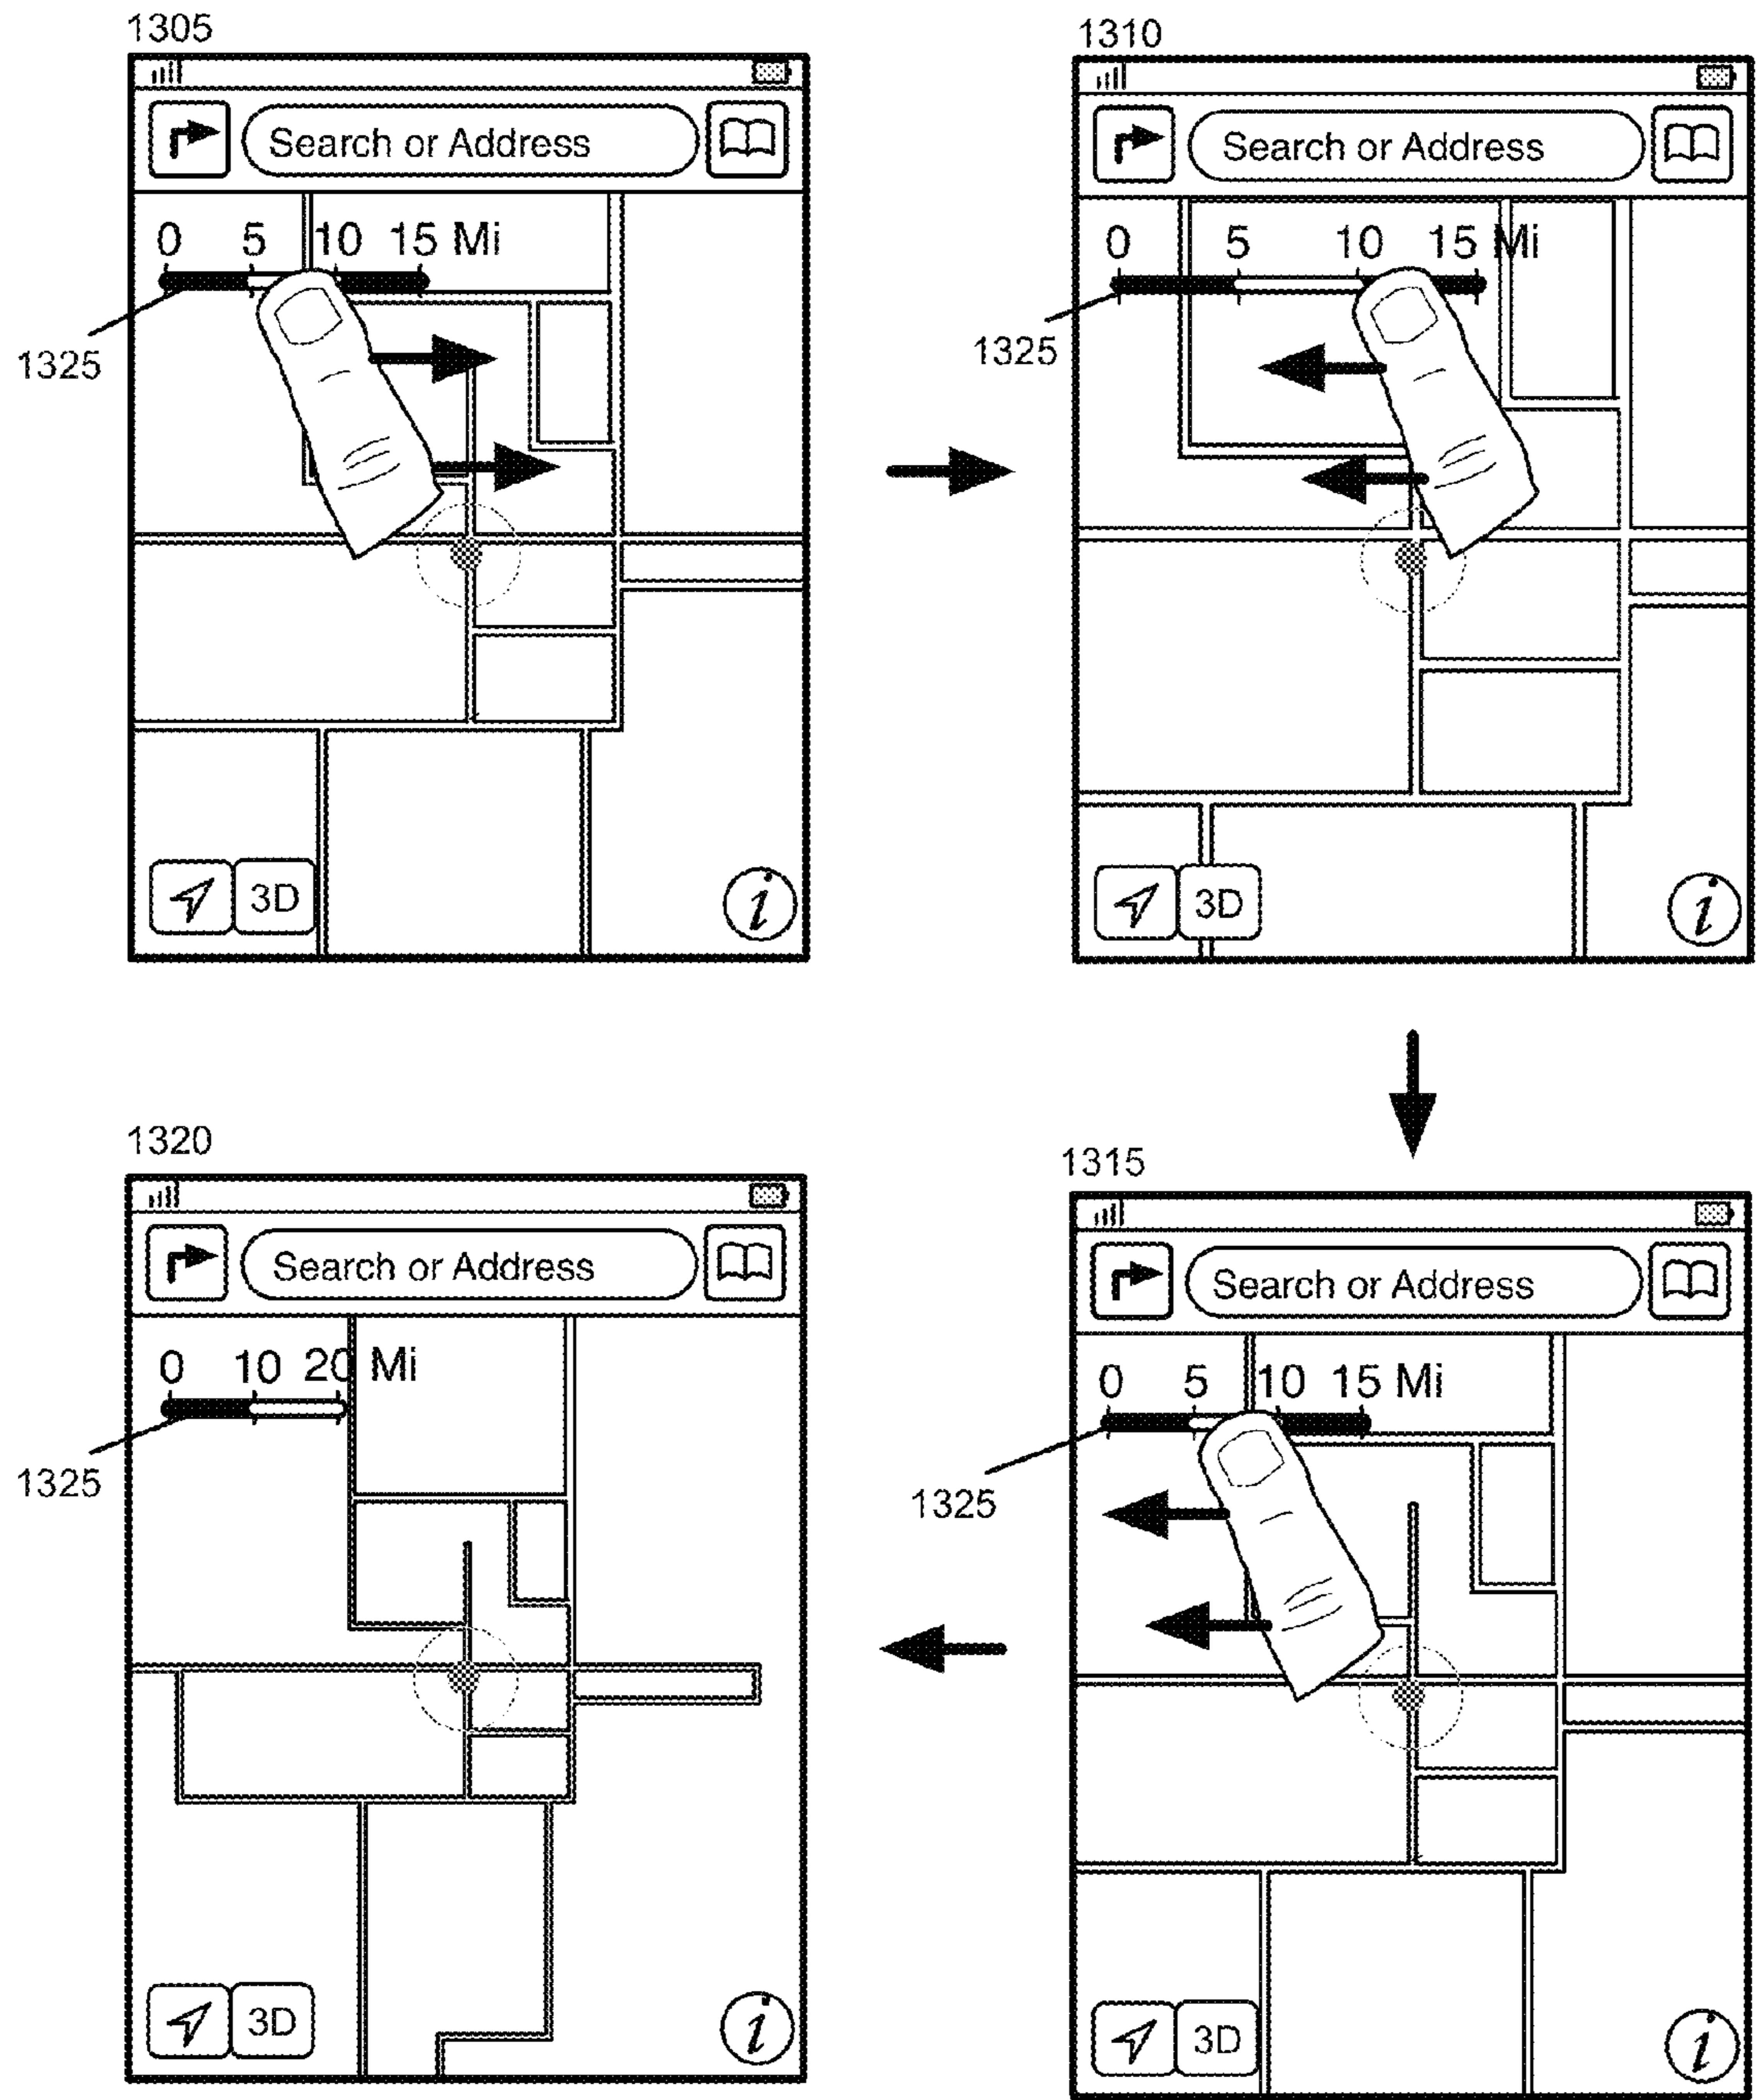 1305
Search or Address
0 5 10 15 Mi
1325
3D
i
1310
Search or Address
0 5 10 15 Mi
1325
3D
i
1320
Search or Address
0 10 20 Mi
1325
3D
i
1315
Search or Address
0 5 10 15 Mi
1325
3D
i